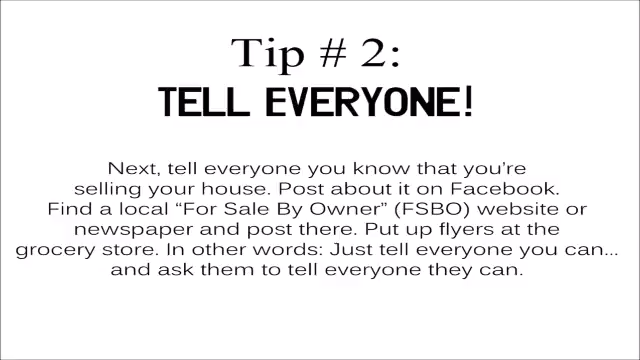 Tip # 2:
TELL EVERYONE!
Next, tell everyone you know that you’re
selling your house. Post about it on Facebook.
Find a local “For Sale By Owner” (FSBO) website or
newspaper and post there. Put up flyers at the
grocery store. In other words: Just tell everyone you can...
and ask them to tell everyone they can.